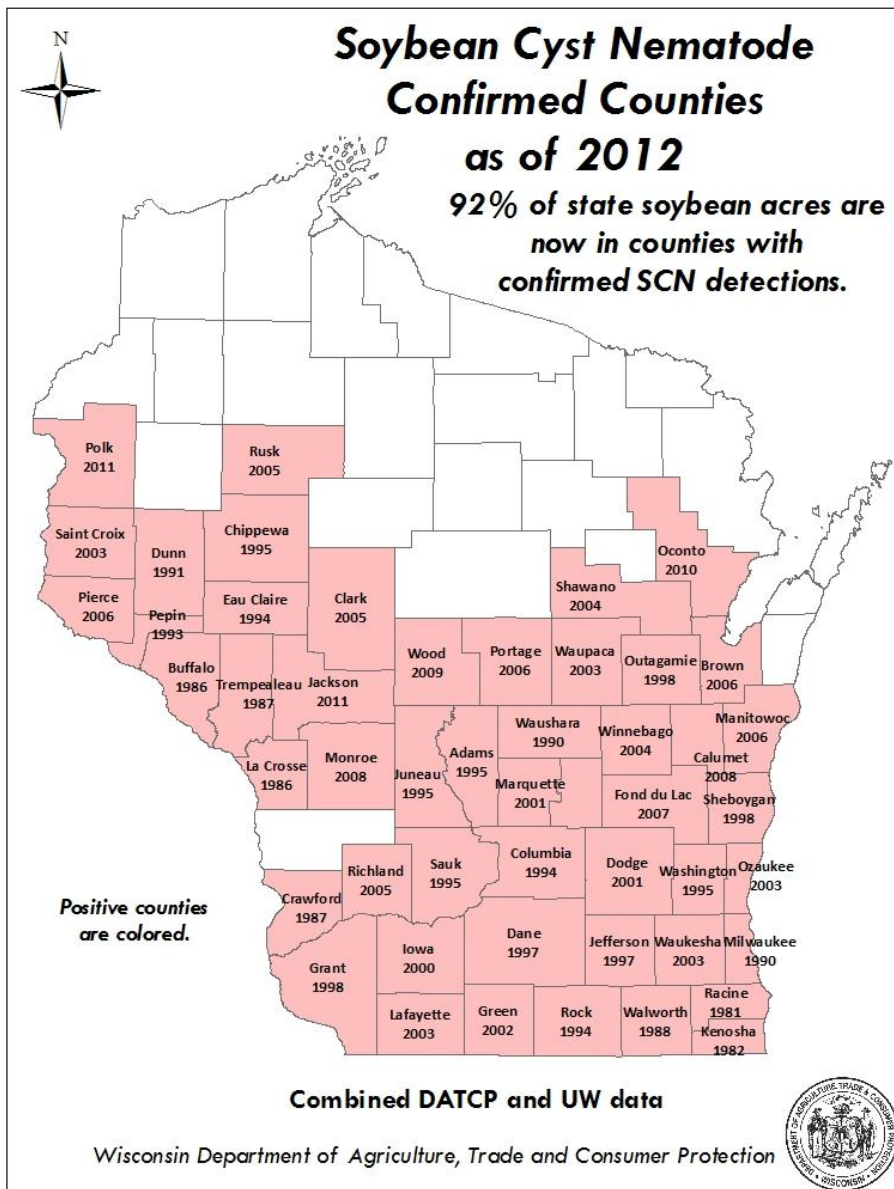 N
Soybean Cyst Nematode
Confirmed Counties
as of 2012
92% of state soybean acres are
now in counties with
confirmed SCN detections.
Polk
2011
Rusk
2005
Saint Croix
2003
Dunn
1991
Chippewa
1995
Oconto
2010
Pierce
2006
Pepin
1993
Eau Claire
1994
Clark
2005
Shawano
2004
Buffalo
1986
Trempealeau
1987
Jackson
2011
Wood
2009
Portage
2006
Waupaca
2003
Outagamie
1998
Brown
2006
La Crosse
1986
Monroe
2008
Juneau
1995
Adams
1995
Waushara
1990
Winnebago
2004
Manitowoc
2006
Calumet
2008
Marquette
2001
Fond du Lac
2007
Sheboygan
1998
Crawford
1987
Richland
2005
Sauk
1995
Columbia
1994
Dodge
2001
Washington
1995
Ozaukee
2003
Positive counties
are colored.
Grant
1998
Iowa
2000
Dane
1997
Jefferson
1997
Waukesha
2003
Milwaukee
1990
Lafayette
2003
Green
2002
Rock
1994
Walworth
1988
Racine
1981
Kenosha
1982
Combined DATCP and UW data
Wisconsin Department of Agriculture, Trade and Consumer Protection
DEPARTMENT OF AGRICULTURE, TRADE & CONSUMER PROTECTION
WISCONSIN